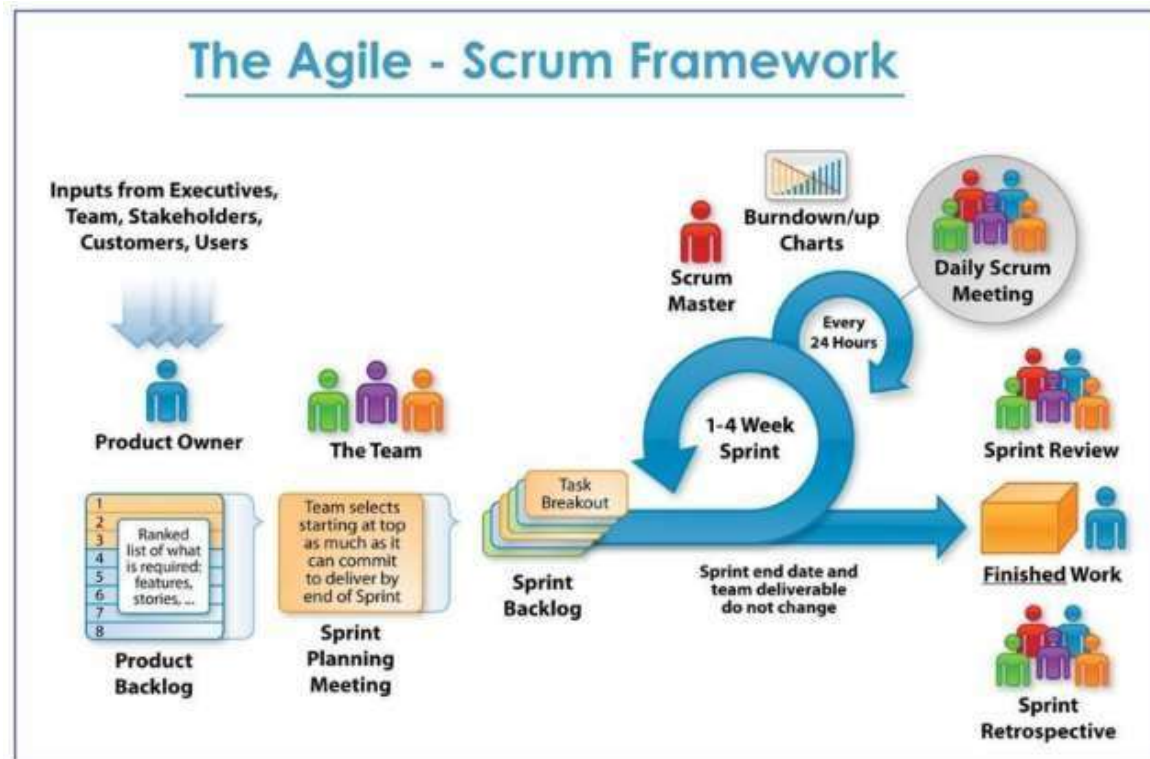 The Agile - Scrum Framework
Inputs from Executives,
Team, Stakeholders,
Customers, Users
Product Owner
The Team
1
2
3
4
5
6
7
8
Ranked
list of what
is required:
features,
stories, ...
Product
Backlog
Team selects
starting at top
as much as it
can commit
to deliver by
end of Sprint
Sprint
Planning
Meeting
Task
Breakout
Sprint
Backlog
Scrum
Master
Burndown/up
Charts
Daily Scrum
Meeting
Every
24 Hours
1-4 Week
Sprint
Sprint end date and
team deliverable
do not change
Sprint Review
Finished Work
Sprint
Retrospective